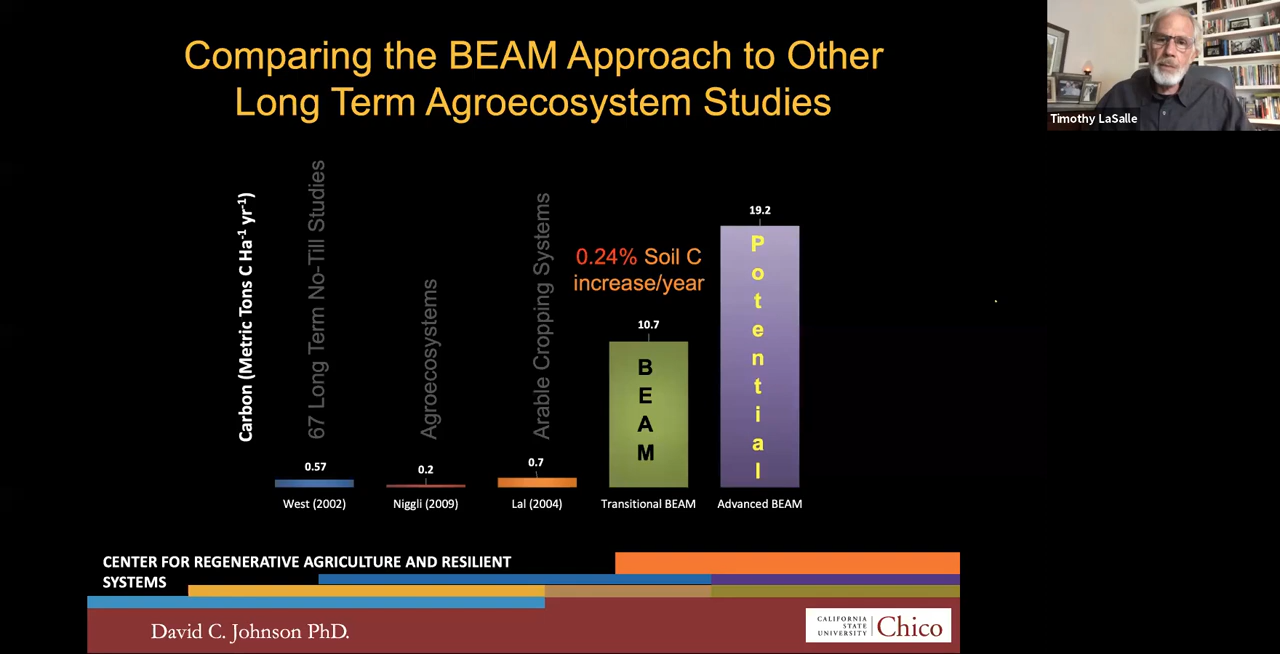 Comparing the BEAM Approach to Other
Long Term Agroecosystem Studies
Timothy LaSalle
Carbon (Metric Tons C Ha-1 yr-1)
67 Long Term No-Till Studies
Agroecosystems
Arable Cropping Systems
0.24% Soil C
increase/year
0.57
0.2
0.7
10.7
19.2
BEAM
Potential
West (2002)
Niggli (2009)
Lal (2004)
Transitional BEAM
Advanced BEAM
CENTER FOR REGENERATIVE AGRICULTURE AND RESILIENT
SYSTEMS
David C. Johnson PhD.
CALIFORNIA
STATE
UNIVERSITY
Chico